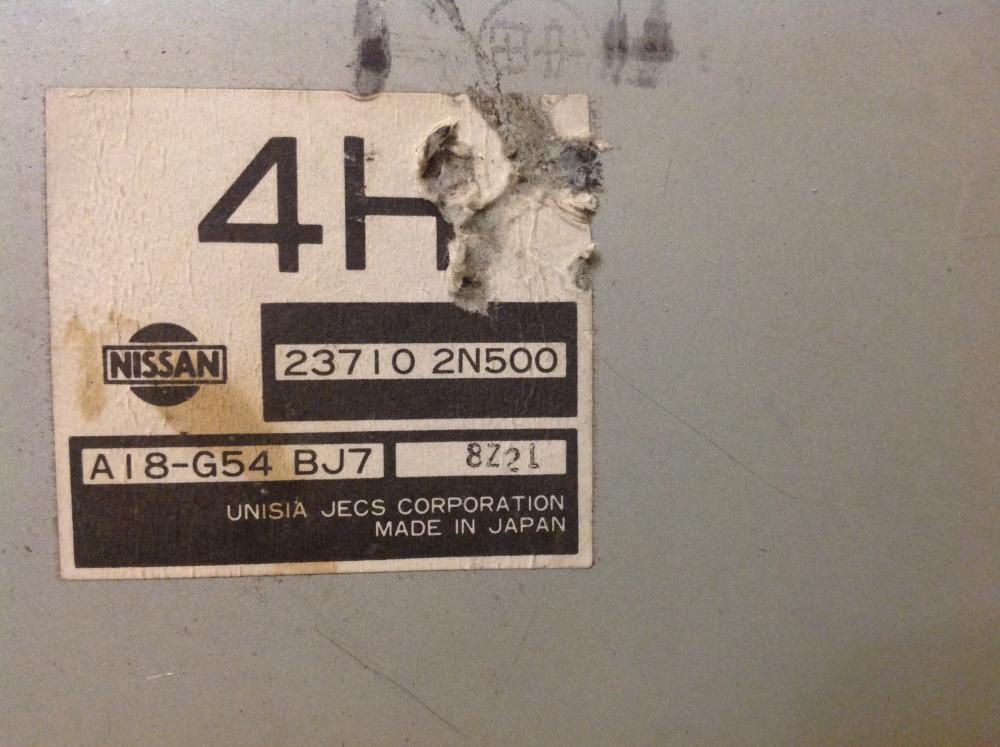 4H
NISSAN
23710 2N500
A18-G54 BJ7
8Z21
UNISIA JECS CORPORATION
MADE IN JAPAN